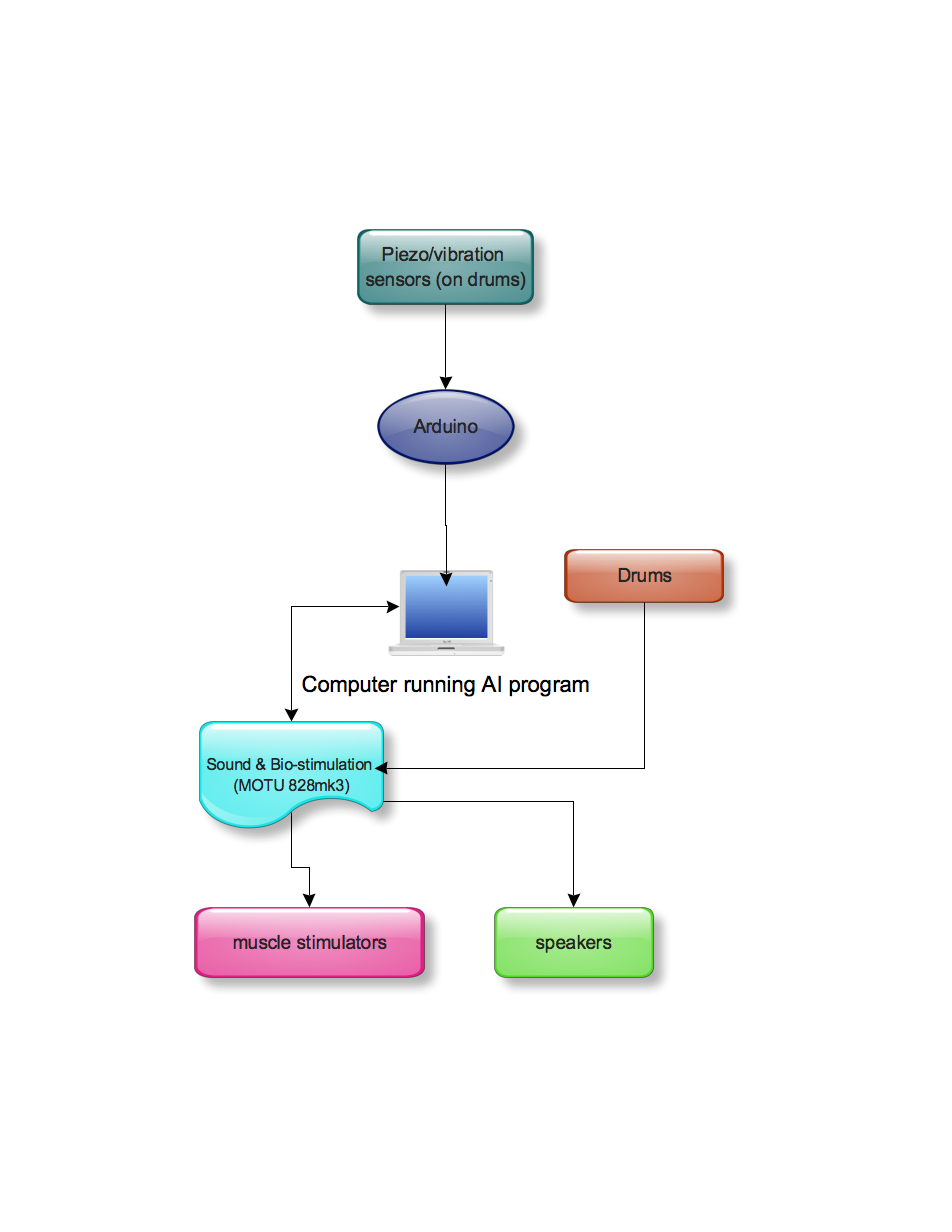 Piezo/vibration
sensors (on drums)
Arduino
Drums
Computer running AI program
Sound & Bio-stimulation
(MOTU 828mk3)
muscle stimulators
speakers